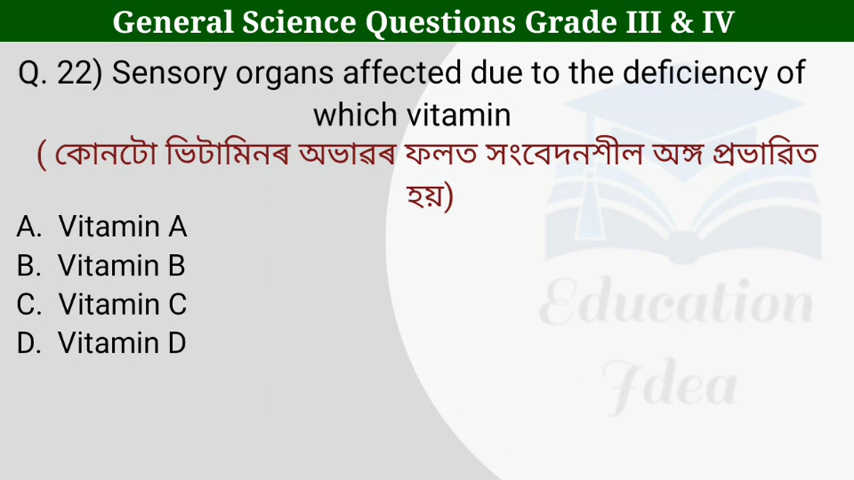 General Science Questions Grade III & IV
Q. 22) Sensory organs affected due to the deficiency of
which vitamin
( কোনটো ভিটামিনৰ অভাৱৰ ফলত সংবেদনশীল অঙ্গ প্ৰভাৱিত
হয়)
A. Vitamin A
B. Vitamin B
C. Vitamin C
D. Vitamin D
Education
Idea